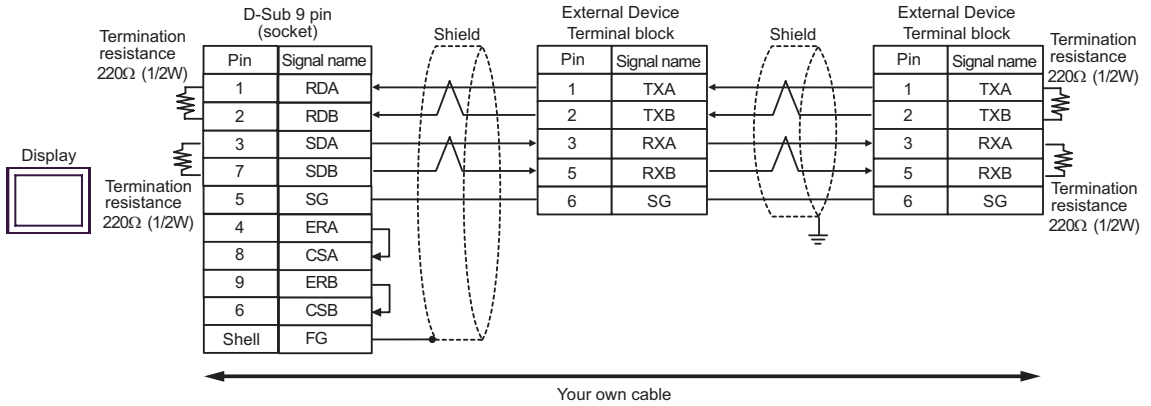 D-Sub 9 pin
(socket)
Termination
resistance
220Ω (1/2W)
Shield
External Device
Terminal block
Shield
External Device
Terminal block
Termination
resistance
220Ω (1/2W)
Pin Signal name
1 RDA
2 RDB
3 SDA
7 SDB
5 SG
4 ERA
8 CSA
9 ERB
6 CSB
Shell FG
Pin Signal name
1 TXA
2 TXB
3 RXA
5 RXB
6 SG
Pin Signal name
1 TXA
2 TXB
3 RXA
5 RXB
6 SG
Display
Termination
resistance
220Ω (1/2W)
Termination
resistance
220Ω (1/2W)
Your own cable